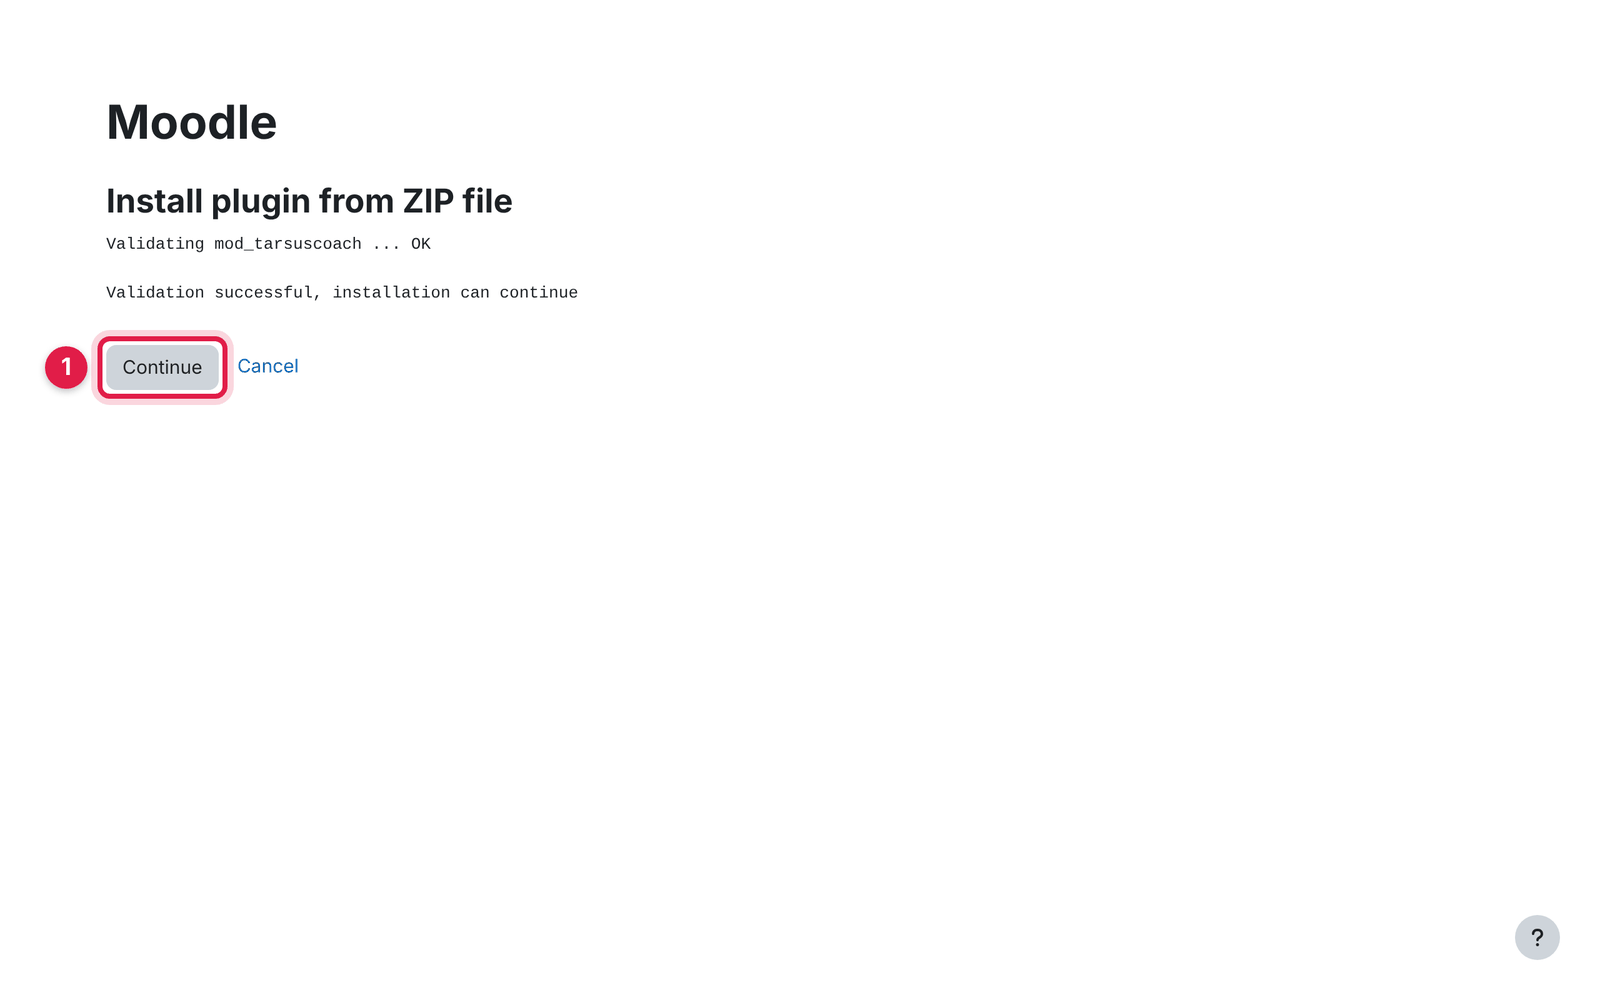 Moodle
Install plugin from ZIP file
Validating mod_tarsuscoach ... OK
Validation successful, installation can continue
1 Continue Cancel
?